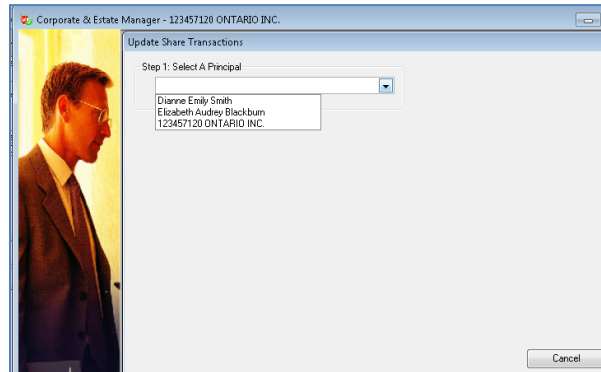 Corporate & Estate Manager - 123457120 ONTARIO INC.
Update Share Transactions
Step 1: Select A Principal
Dianne Emily Smith
Elizabeth Audrey Blackburn
123457120 ONTARIO INC.
Cancel